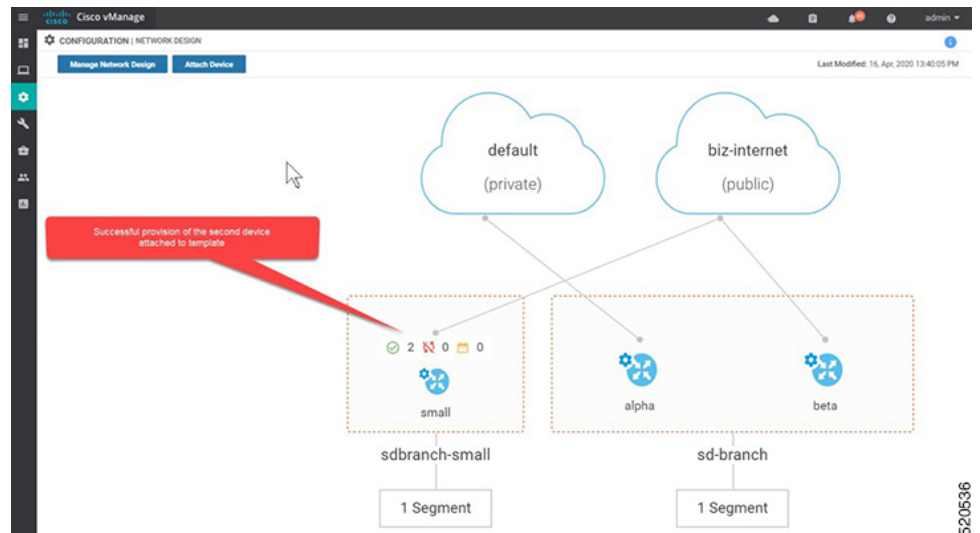 cisco Cisco vManage admin
CONFIGURATION | NETWORK DESIGN
Manage Network Design Attach Device Last Modified: 16, Apr, 2020 13:40:05 PM
default
(private)
biz-internet
(public)
Successful provision of the second device
attached to template
2 0 0
small
alpha
beta
sdbranch-small
sd-branch
1 Segment
1 Segment
520536